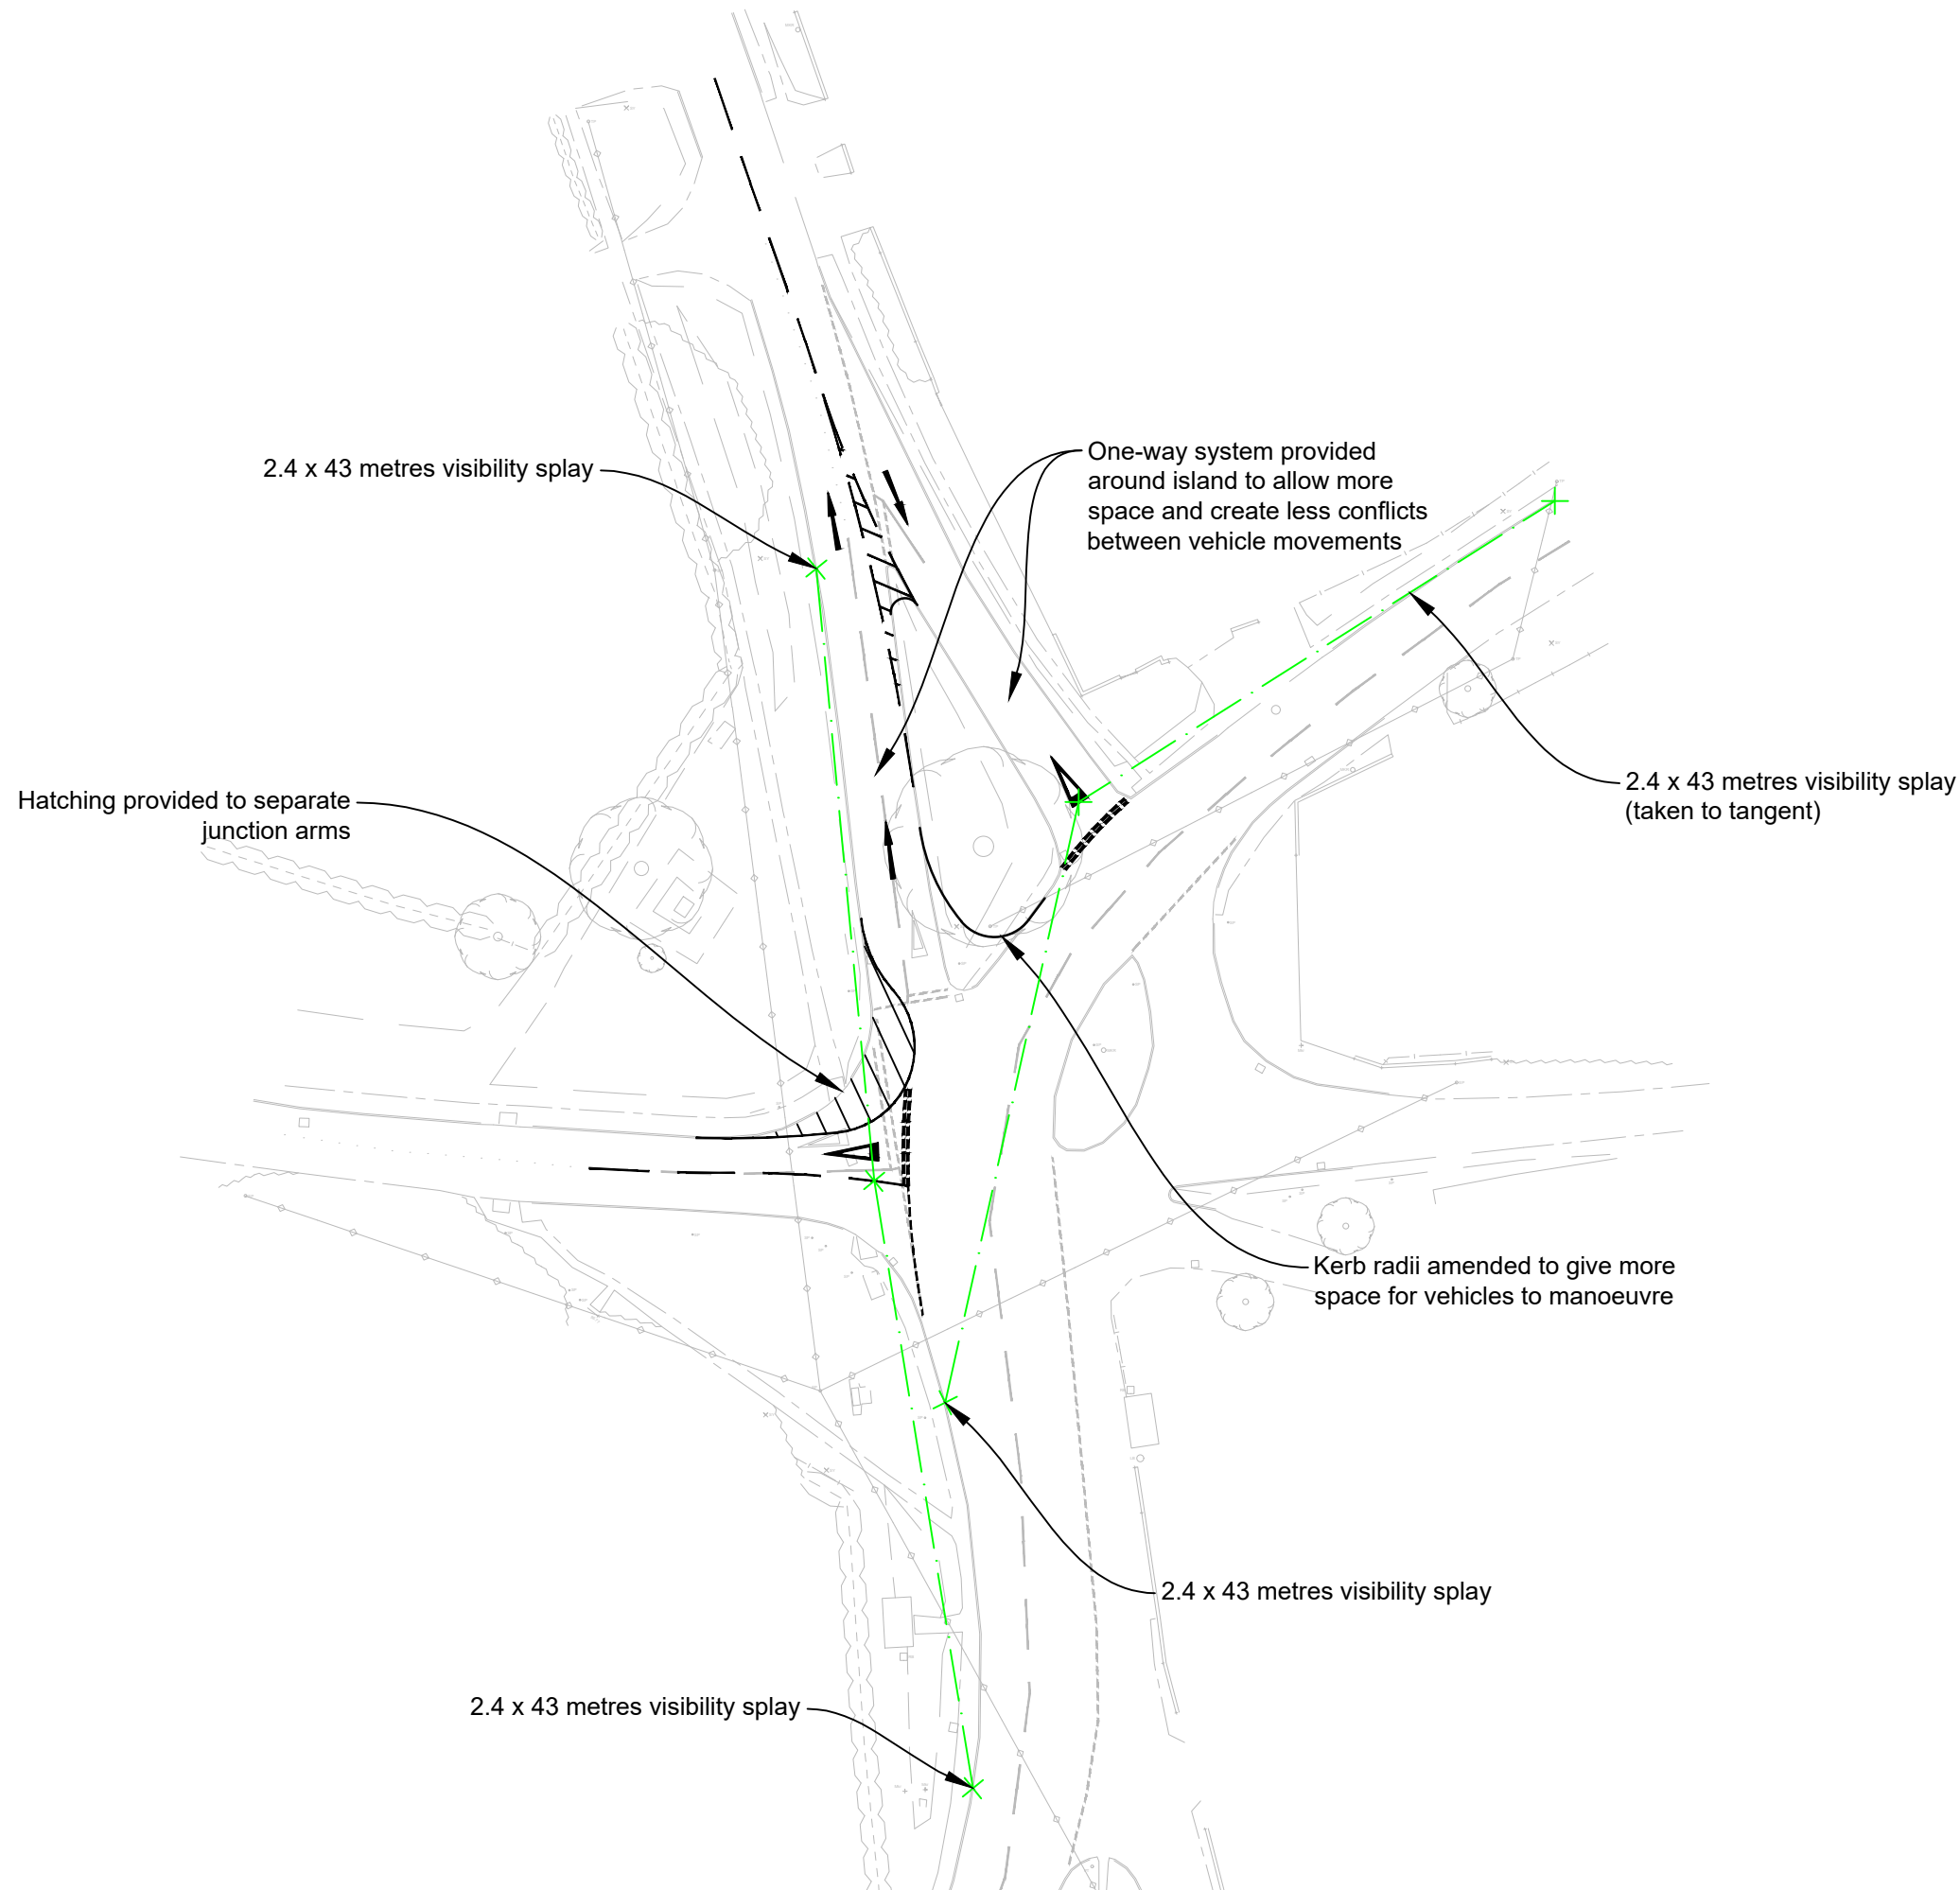 One-way system provided
around island to allow more
space and create less conflicts
between vehicle movements
2.4 x 43 metres visibility splay
2.4 x 43 metres visibility splay
(taken to tangent)
Hatching provided to separate
junction arms
Kerb radii amended to give more
space for vehicles to manoeuvre
2.4 x 43 metres visibility splay
2.4 x 43 metres visibility splay